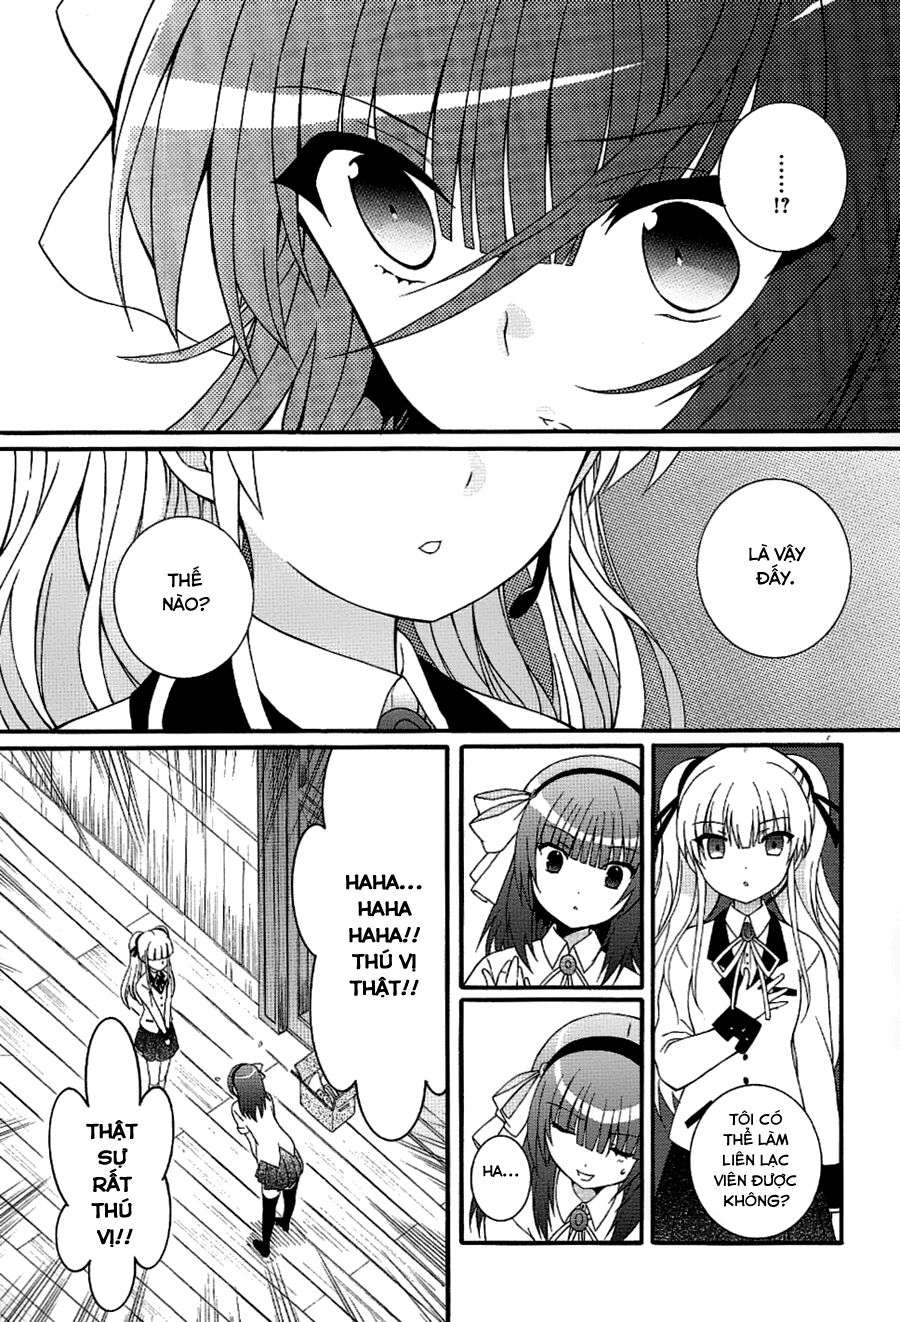 ......
!?
LÀ VẬY
ĐẤY.
THẾ
NÀO?
TÔI CÓ
THỂ LÀM
LIÊN LẠC
VIÊN ĐƯỢC
KHÔNG?
HA...
HAHA...
HAHA
HAHA!!
THÚ VỊ
THẬT!!
THẬT
SỰ
RẤT
THÚ
VỊ!!